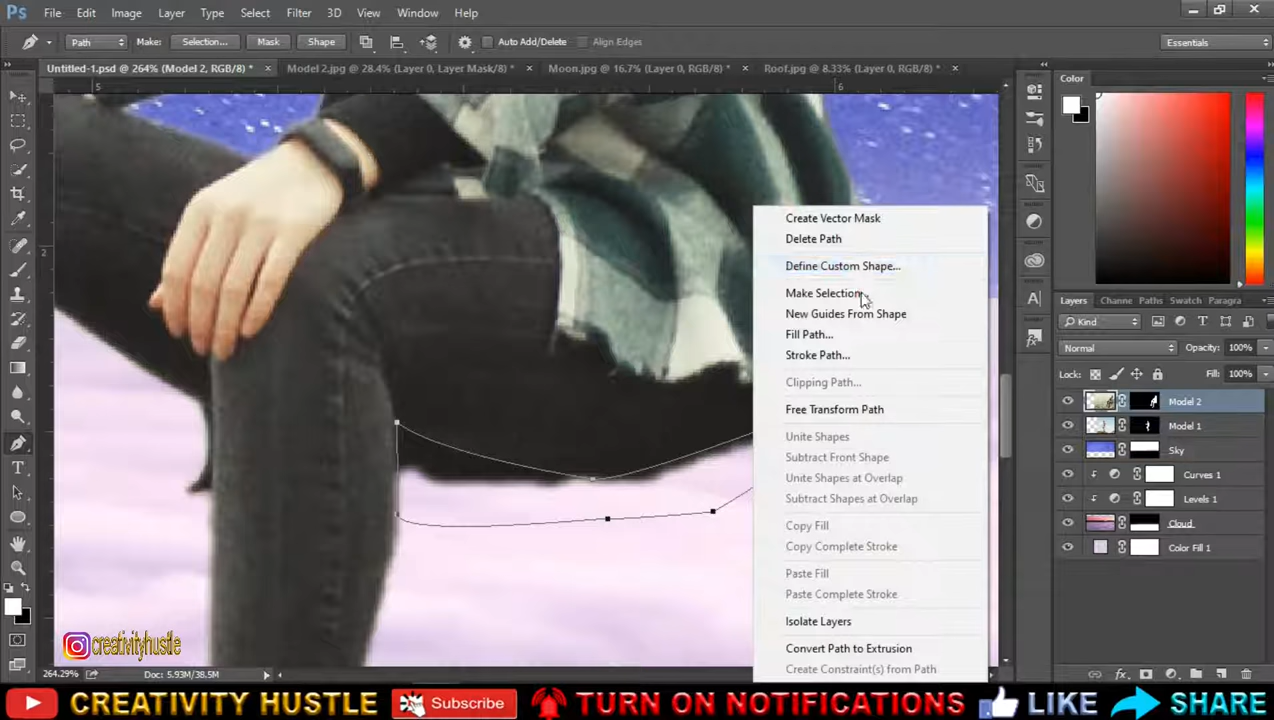 Ps File Edit Image Layer Type Select Filter 3D View Window Help
Path Make: Selection... Mask Shape Auto Add/Delete Align Edges Essentials
Untitled-1.psd @ 264% (Model 2, RGB/8) * × Model 2.jpg @ 28.4% (Layer 0, Layer Mask/8) * × Moon.jpg @ 16.7% (Layer 0, RGB/8) * × Roof.jpg @ 8.33% (Layer 0, RGB/8) * ×
Color
5 6
2
Create Vector Mask
Delete Path
Define Custom Shape...
Make Selection
New Guides From Shape
Fill Path...
Stroke Path...
Clipping Path...
Free Transform Path
Unite Shapes
Subtract Front Shape
Unite Shapes at Overlap
Subtract Shapes at Overlap
Copy Fill
Copy Complete Stroke
Paste Fill
Paste Complete Stroke
Isolate Layers
Convert Path to Extrusion
Create Constraint(s) from Path
Layers Channe Paths Swatch Paragra
Kind
Normal Opacity: 100%
Lock: Fill: 100%
Model 2
Model 1
Sky
Curves 1
Levels 1
Cloud
Color Fill 1
creativityhustle
264.29% Doc: 5.93M/38.5M
CREATIVITY HUSTLE Subscribe TURN ON NOTIFICATIONS LIKE SHARE